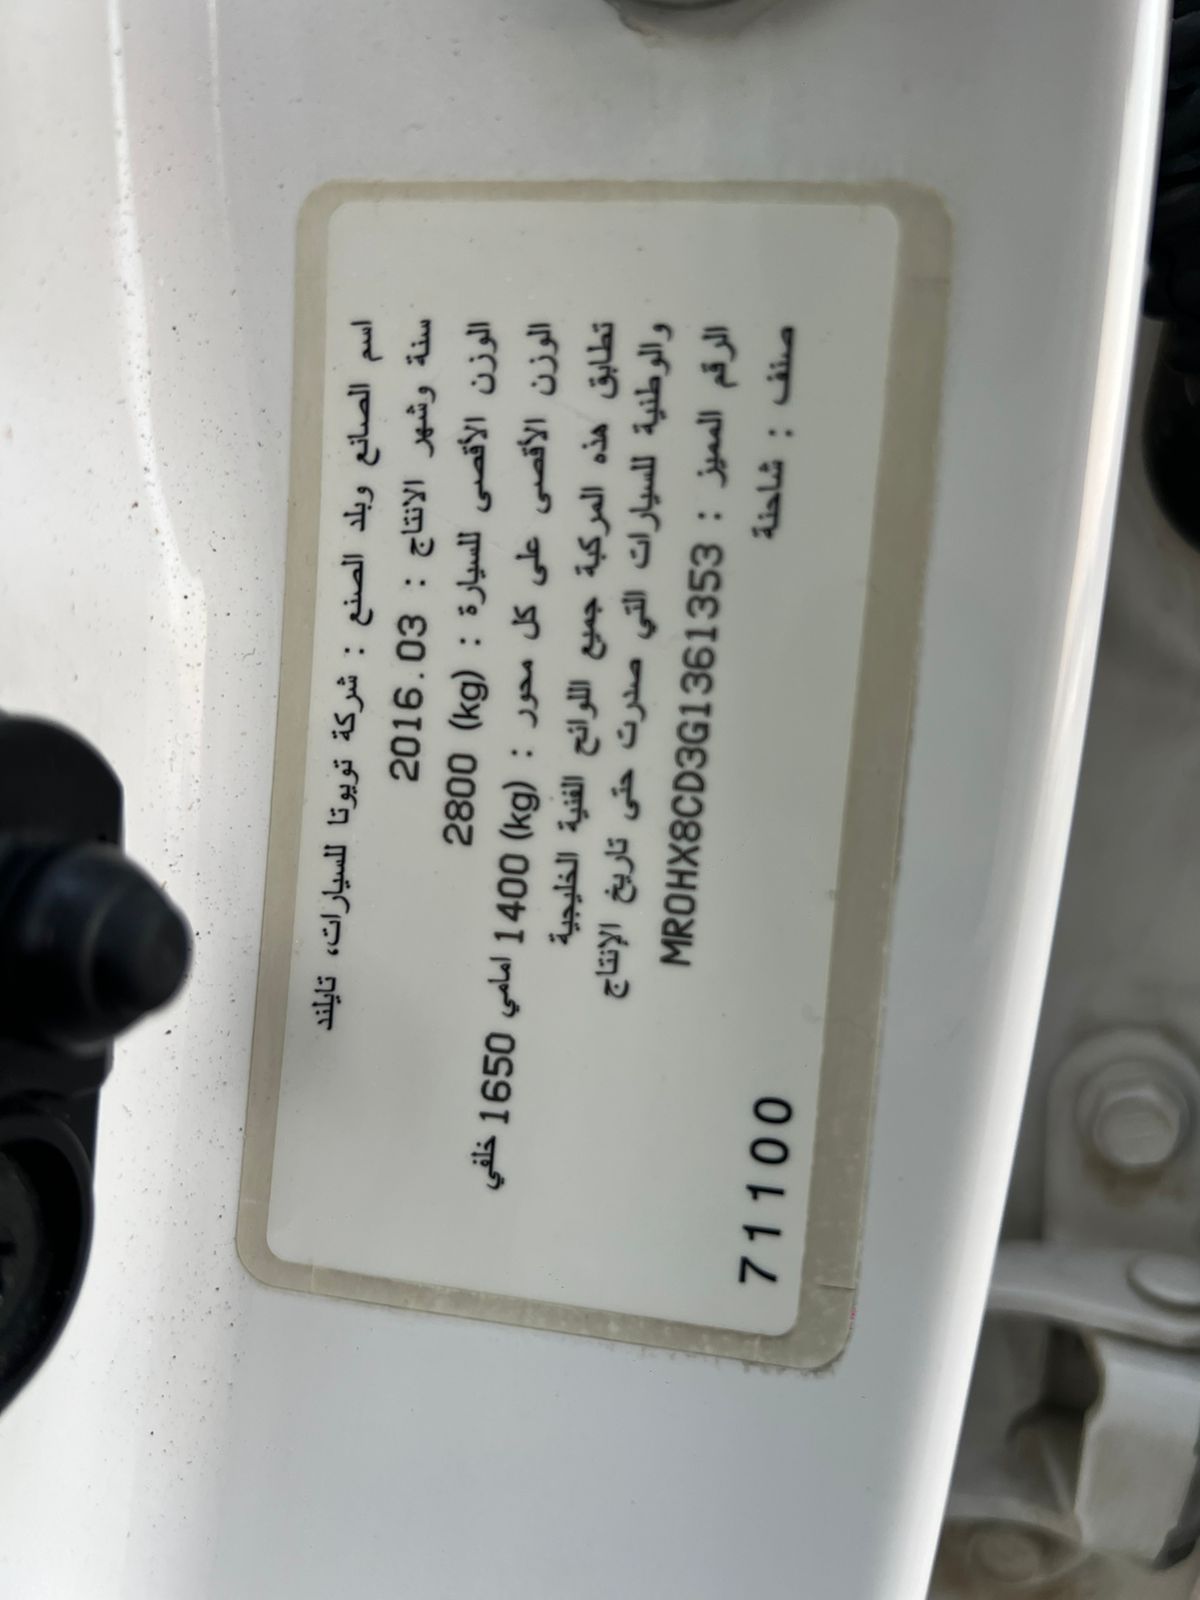 اسم الصانع وبلد الصنع : شركة تويوتا للسيارات، تايلند
سنة وشهر الانتاج : 2016.03
الوزن الأقصى للسيارة : (kg) 2800
الوزن الأقصى على كل محور : (kg) 1400 امامي 1650 خلفي
تطابق هذه المركبة جميع اللوائح الفنية الخليجية
والوطنية للسيارات التي صدرت حتى تاريخ الإنتاج
الرقم المميز : MR0HX8CD3G1361353
صنف : شاحنة
71100